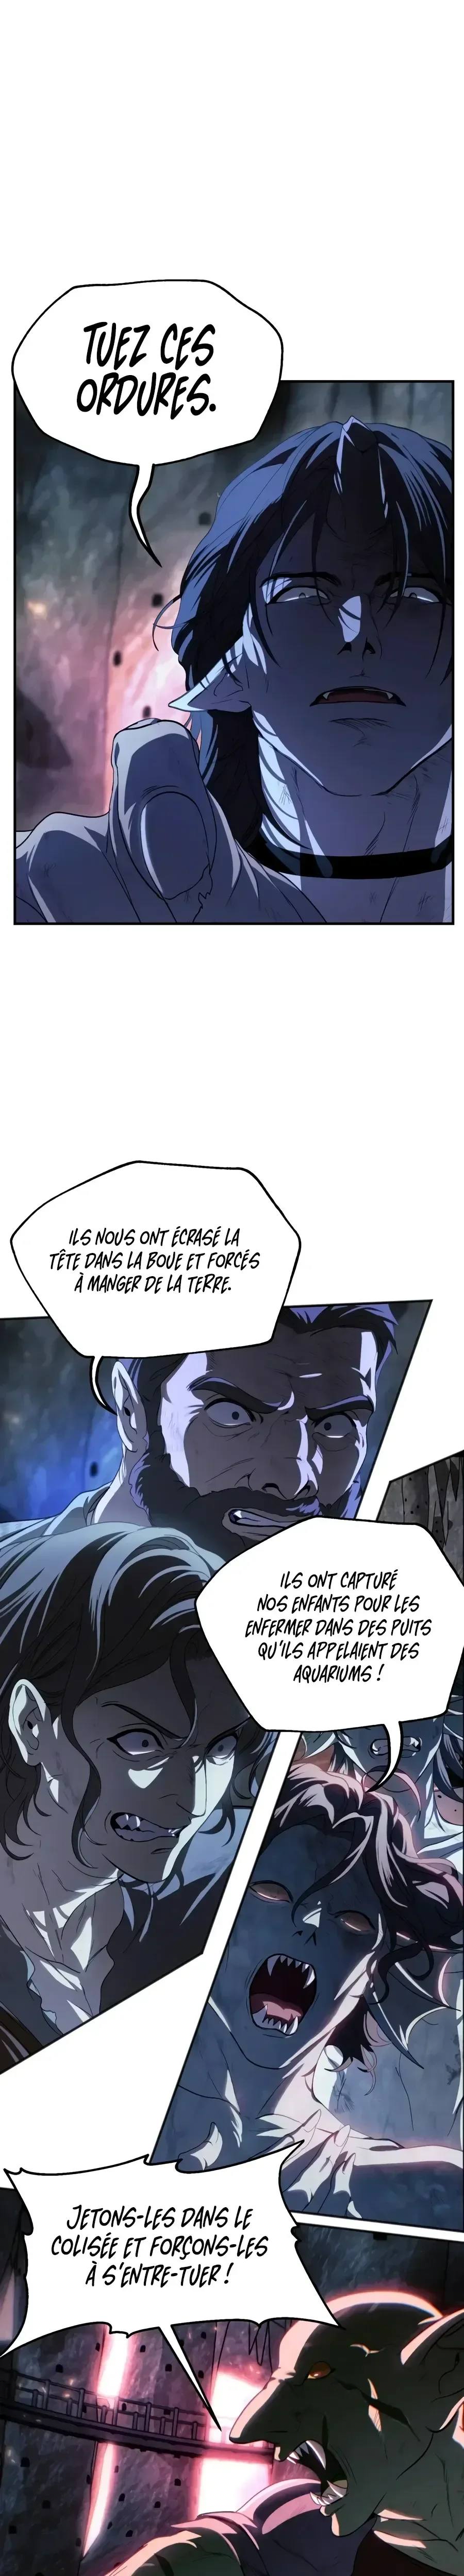 TUEZ CES
ORDURES.
ILS NOUS ONT ÉCRASÉ LA
TÊTE DANS LA BOUE ET FORCÉS
À MANGER DE LA TERRE.
ILS ONT CAPTURÉ
NOS ENFANTS POUR LES
ENFERMER DANS DES PUITS
QU'ILS APPELAIENT DES
AQUARIUMS !
JETONS-LES DANS LE
COLISÉE ET FORÇONS-LES
À S'ENTRE-TUER !